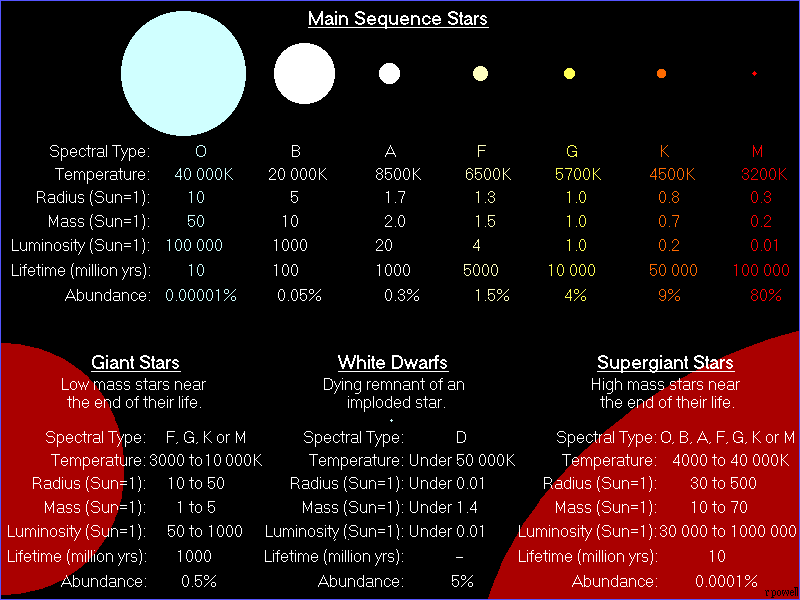 Main Sequence Stars
Spectral Type: O B A F G K M
Temperature: 40 000K 20 000K 8500K 6500K 5700K 4500K 3200K
Radius (Sun=1): 10 5 1.7 1.3 1.0 0.8 0.3
Mass (Sun=1): 50 10 2.0 1.5 1.0 0.7 0.2
Luminosity (Sun=1): 100 000 1000 20 4 1.0 0.2 0.01
Lifetime (million yrs): 10 100 1000 5000 10 000 50 000 100 000
Abundance: 0.00001% 0.05% 0.3% 1.5% 4% 9% 80%
Giant Stars
Low mass stars near
the end of their life.
Spectral Type: F, G, K or M
Temperature: 3000 to 10 000K
Radius (Sun=1): 10 to 50
Mass (Sun=1): 1 to 5
Luminosity (Sun=1): 50 to 1000
Lifetime (million yrs): 1000
Abundance: 0.5%
White Dwarfs
Dying remnant of an
imploded star.
Spectral Type: D
Temperature: Under 50 000K
Radius (Sun=1): Under 0.01
Mass (Sun=1): Under 1.4
Luminosity (Sun=1): Under 0.01
Lifetime (million yrs): –
Abundance: 5%
Supergiant Stars
High mass stars near
the end of their life.
Spectral Type: O, B, A, F, G, K or M
Temperature: 4000 to 40 000K
Radius (Sun=1): 30 to 500
Mass (Sun=1): 10 to 70
Luminosity (Sun=1): 30 000 to 1000 000
Lifetime (million yrs): 10
Abundance: 0.0001%
r powell